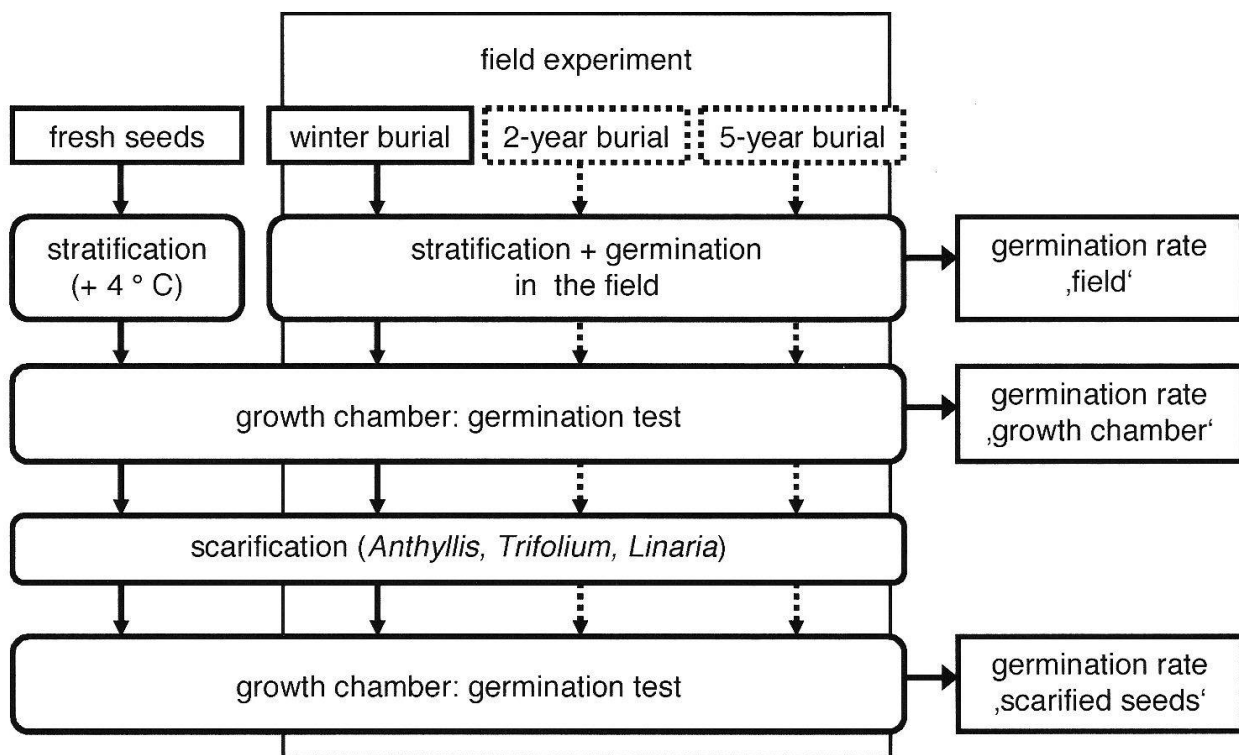 field experiment
fresh seeds
winter burial
2-year burial
5-year burial
stratification
(+ 4 ° C)
stratification + germination
in the field
germination rate
‚field‘
growth chamber: germination test
germination rate
‚growth chamber‘
scarification (Anthyllis, Trifolium, Linaria)
growth chamber: germination test
germination rate
‚scarified seeds‘